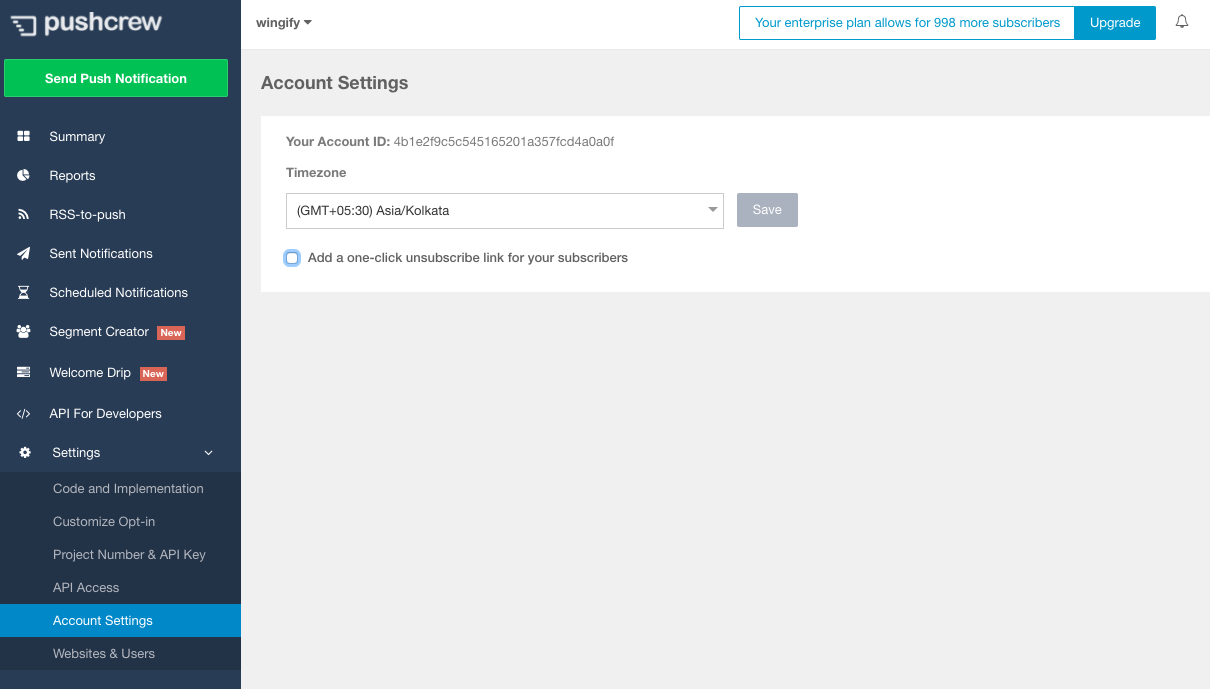 pushcrew
wingify
Your enterprise plan allows for 998 more subscribers
Upgrade
Send Push Notification
Summary
Reports
RSS-to-push
Sent Notifications
Scheduled Notifications
Segment Creator New
Welcome Drip New
API For Developers
Settings
Code and Implementation
Customize Opt-in
Project Number & API Key
API Access
Account Settings
Websites & Users
Account Settings
Your Account ID: 4b1e2f9c5c545165201a357fcd4a0a0f
Timezone
(GMT+05:30) Asia/Kolkata
Save
Add a one-click unsubscribe link for your subscribers